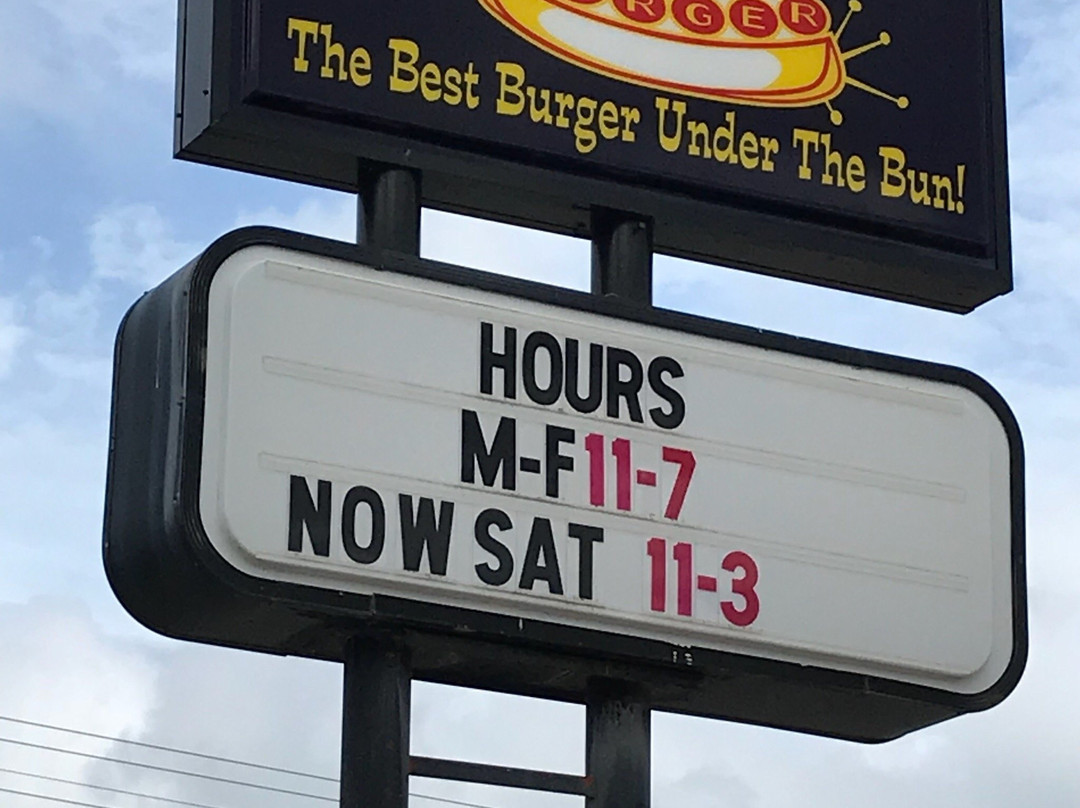 The Best Burger Under The Bun!
HOURS
M-F 11-7
NOW SAT 11-3